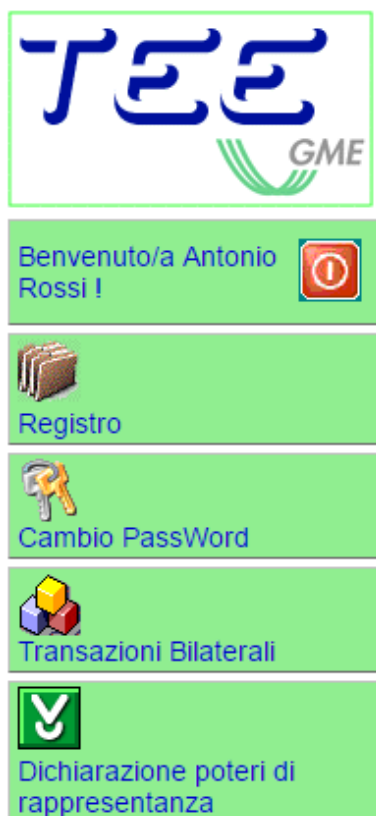 TEE
GME
Benvenuto/a Antonio
Rossi !
Registro
Cambio PassWord
Transazioni Bilaterali
Dichiarazione poteri di
rappresentanza